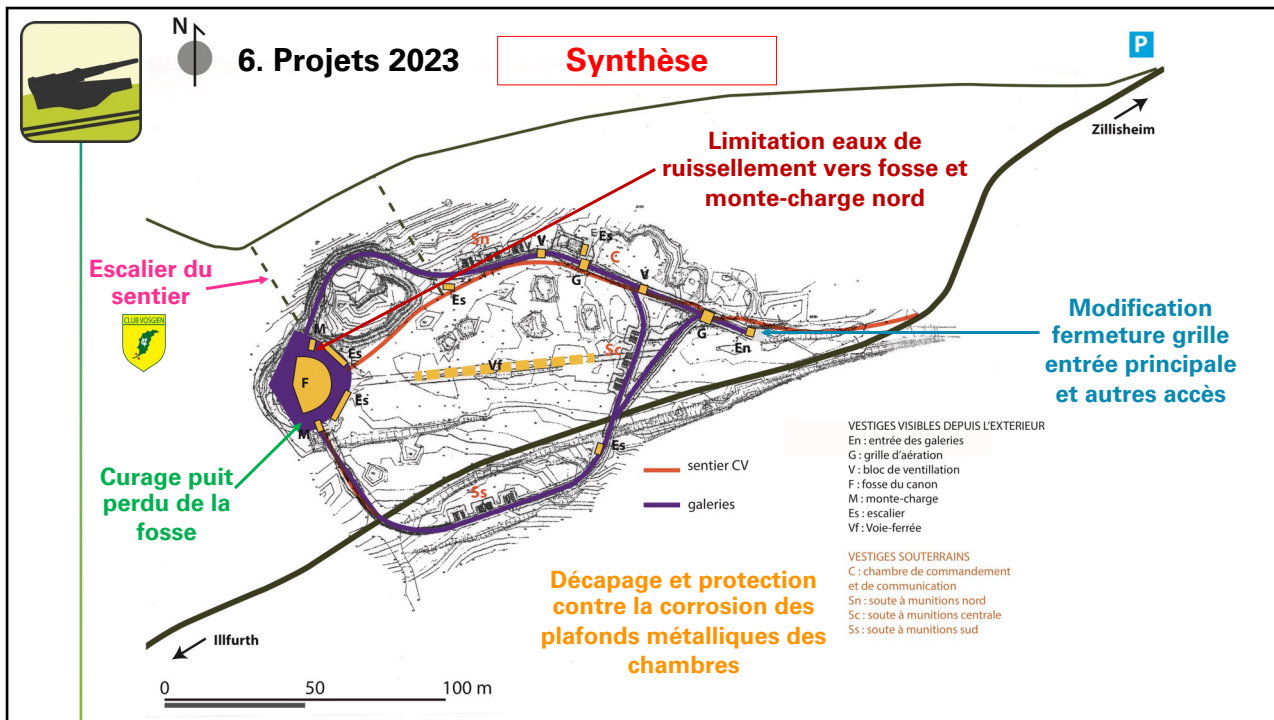 N
6. Projets 2023
Synthèse
P
Zillisheim
Limitation eaux de
ruissellement vers fosse et
monte-charge nord
Escalier du
sentier
CLUB VOSGIEN
Sn
V
Es
C
G
Es
V
M
Es
G
En
Sc
Vf
F
Es
M
Es
Ss
Modification
fermeture grille
entrée principale
et autres accès
Curage puit
perdu de la
fosse
sentier CV
galeries
VESTIGES VISIBLES DEPUIS L'EXTERIEUR
En : entrée des galeries
G : grille d'aération
V : bloc de ventillation
F : fosse du canon
M : monte-charge
Es : escalier
Vf : Voie-ferrée
VESTIGES SOUTERRAINS
C : chambre de commandement
et de communication
Sn : soute à munitions nord
Sc : soute à munitions centrale
Ss : soute à munitions sud
Décapage et protection
contre la corrosion des
plafonds métalliques des
chambres
Illfurth
0 50 100 m